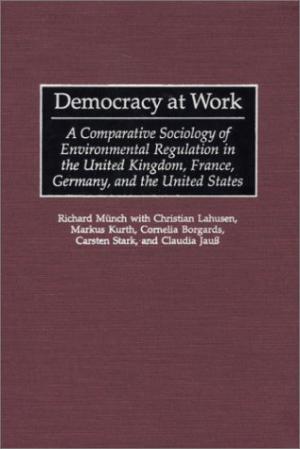 Democracy at Work
A Comparative Sociology of
Environmental Regulation in
the United Kingdom, France,
Germany, and the United States
Richard Münch with Christian Lahusen,
Markus Kurth, Cornelia Borgards,
Carsten Stark, and Claudia Jauß